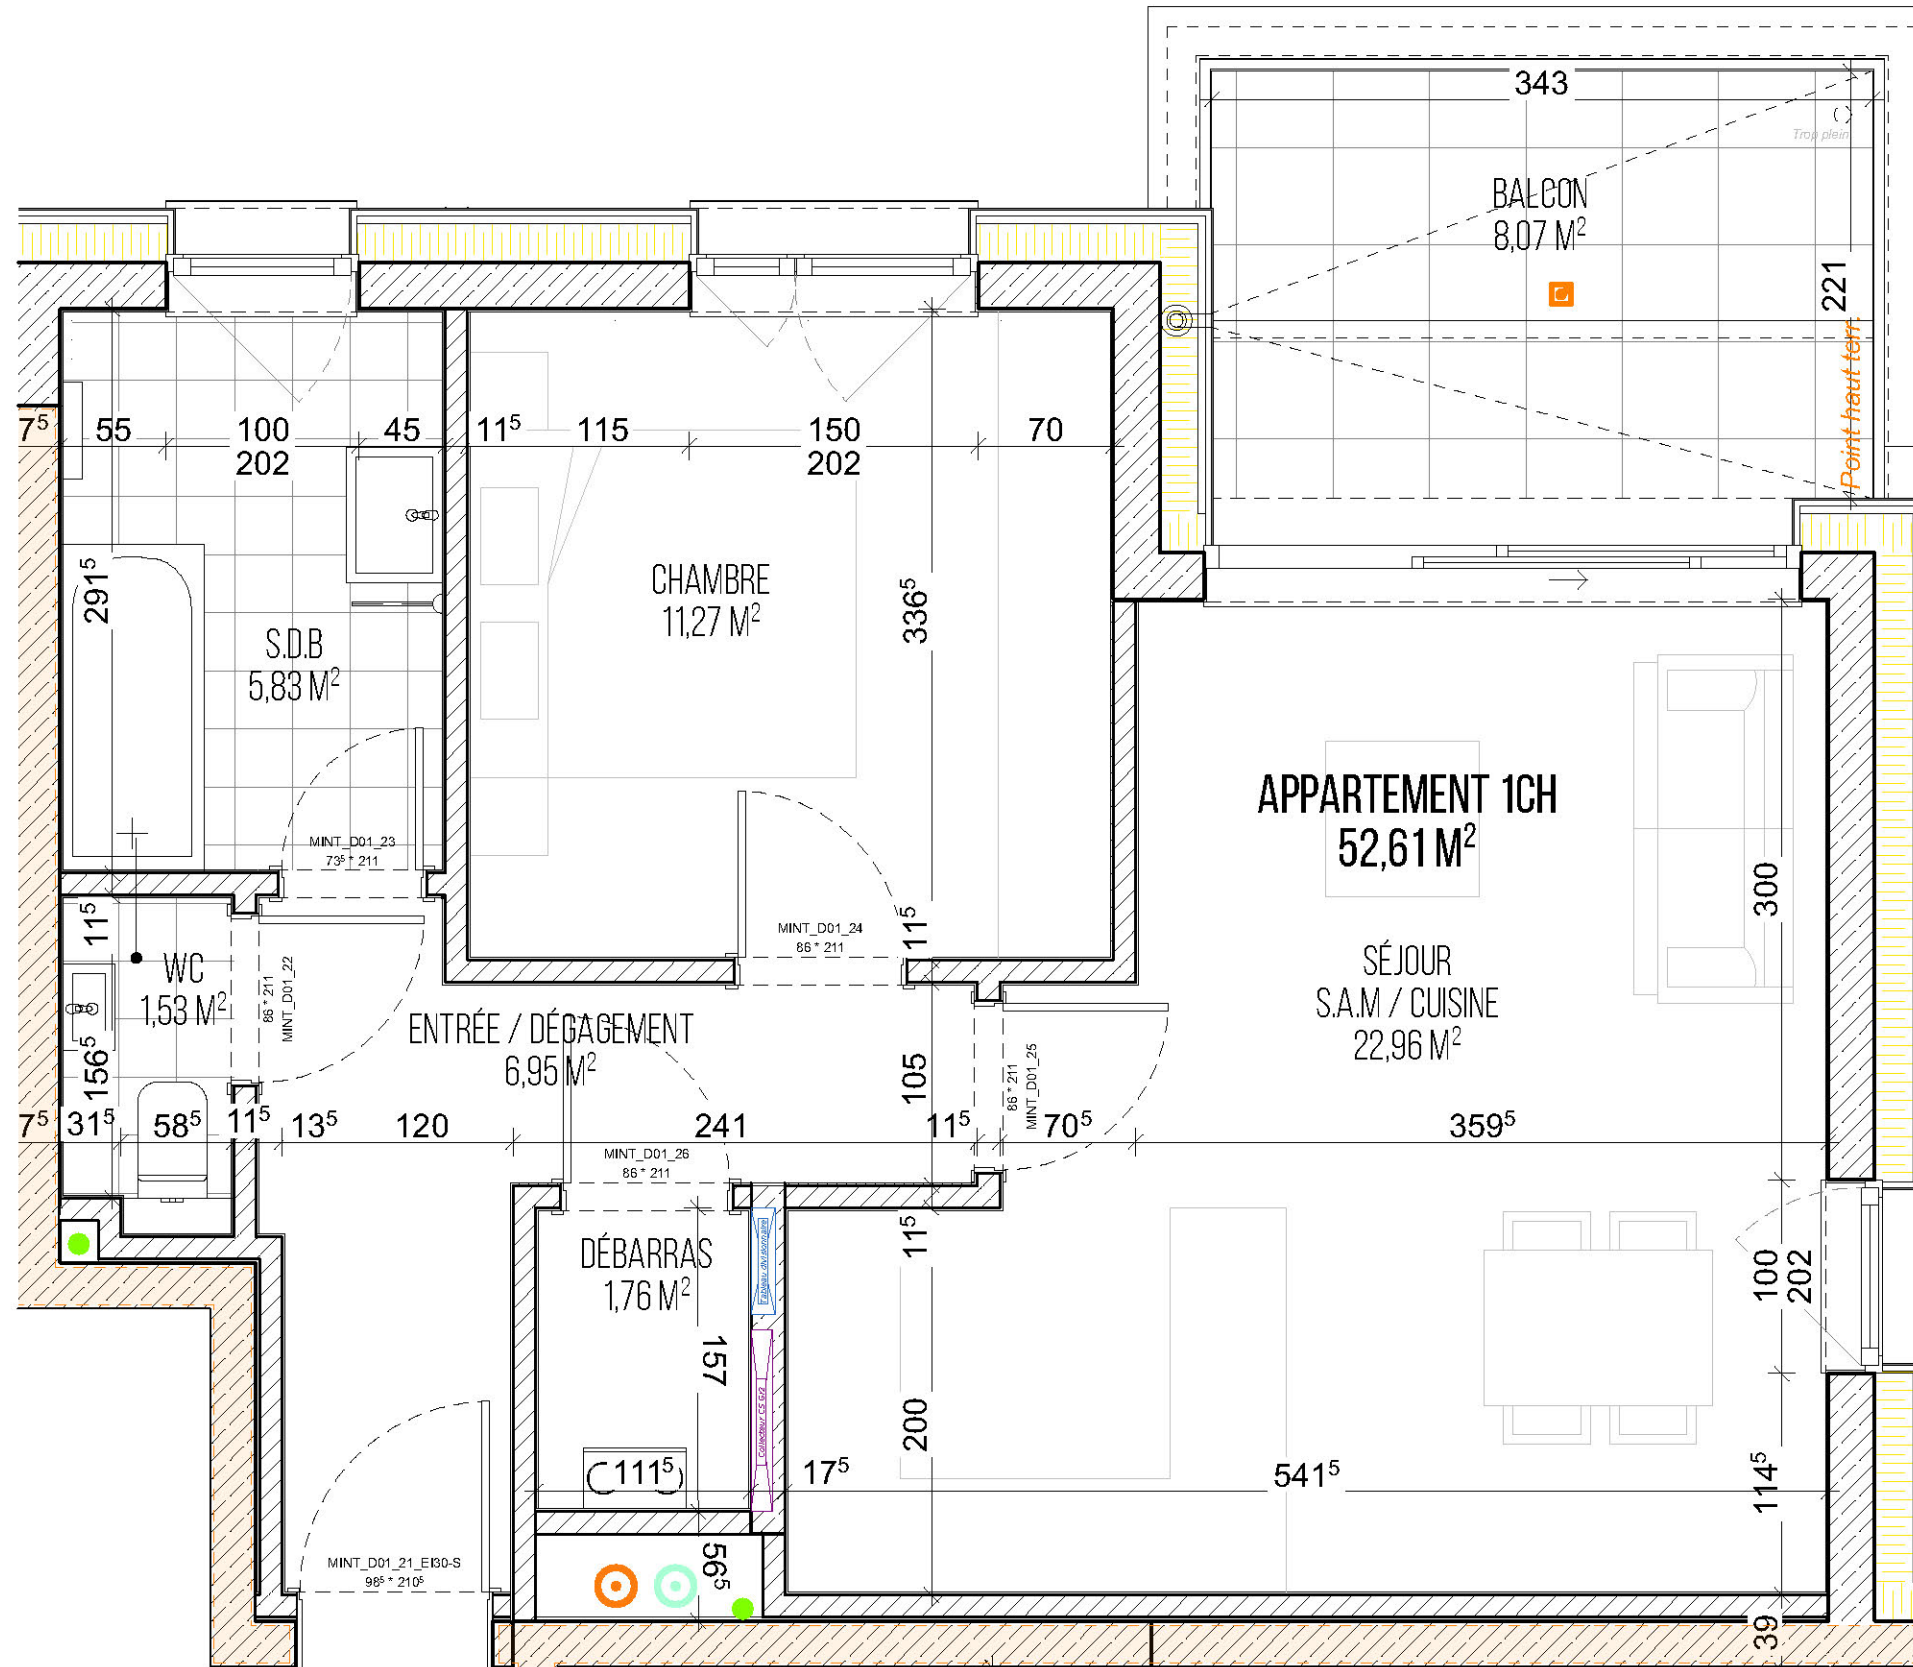 343
Trop plein
BALCON
8,07 M²
221
Point haut terr.
7⁵ 55 100 45 11⁵ 115 150 70
202 202
291⁵
CHAMBRE
11,27 M²
336⁵
S.D.B
5,83 M²
MINT_D01_23
73⁵ * 211
APPARTEMENT 1CH
52,61 M²
300
11⁵
MINT_D01_24
86 * 211
11⁵
WC
1,53 M²
86 * 211
MINT_D01_22
SÉJOUR
S.A.M / CUISINE
22,96 M²
ENTRÉE / DÉGAGEMENT
6,95 M²
156⁵
105
86 * 211
MINT_D01_25
7⁵ 31⁵ 58⁵ 11⁵ 13⁵ 120 241 11⁵ 70⁵ 359⁵
MINT_D01_26
86 * 211
DÉBARRAS
1,76 M²
Tableau divisionnaire
11⁵
100
202
157
Collecteur CS Gr2
200
111⁵ 17⁵ 541⁵
114⁵
MINT_D01_21_EI30-S
98⁵ * 210⁵
56⁵
39